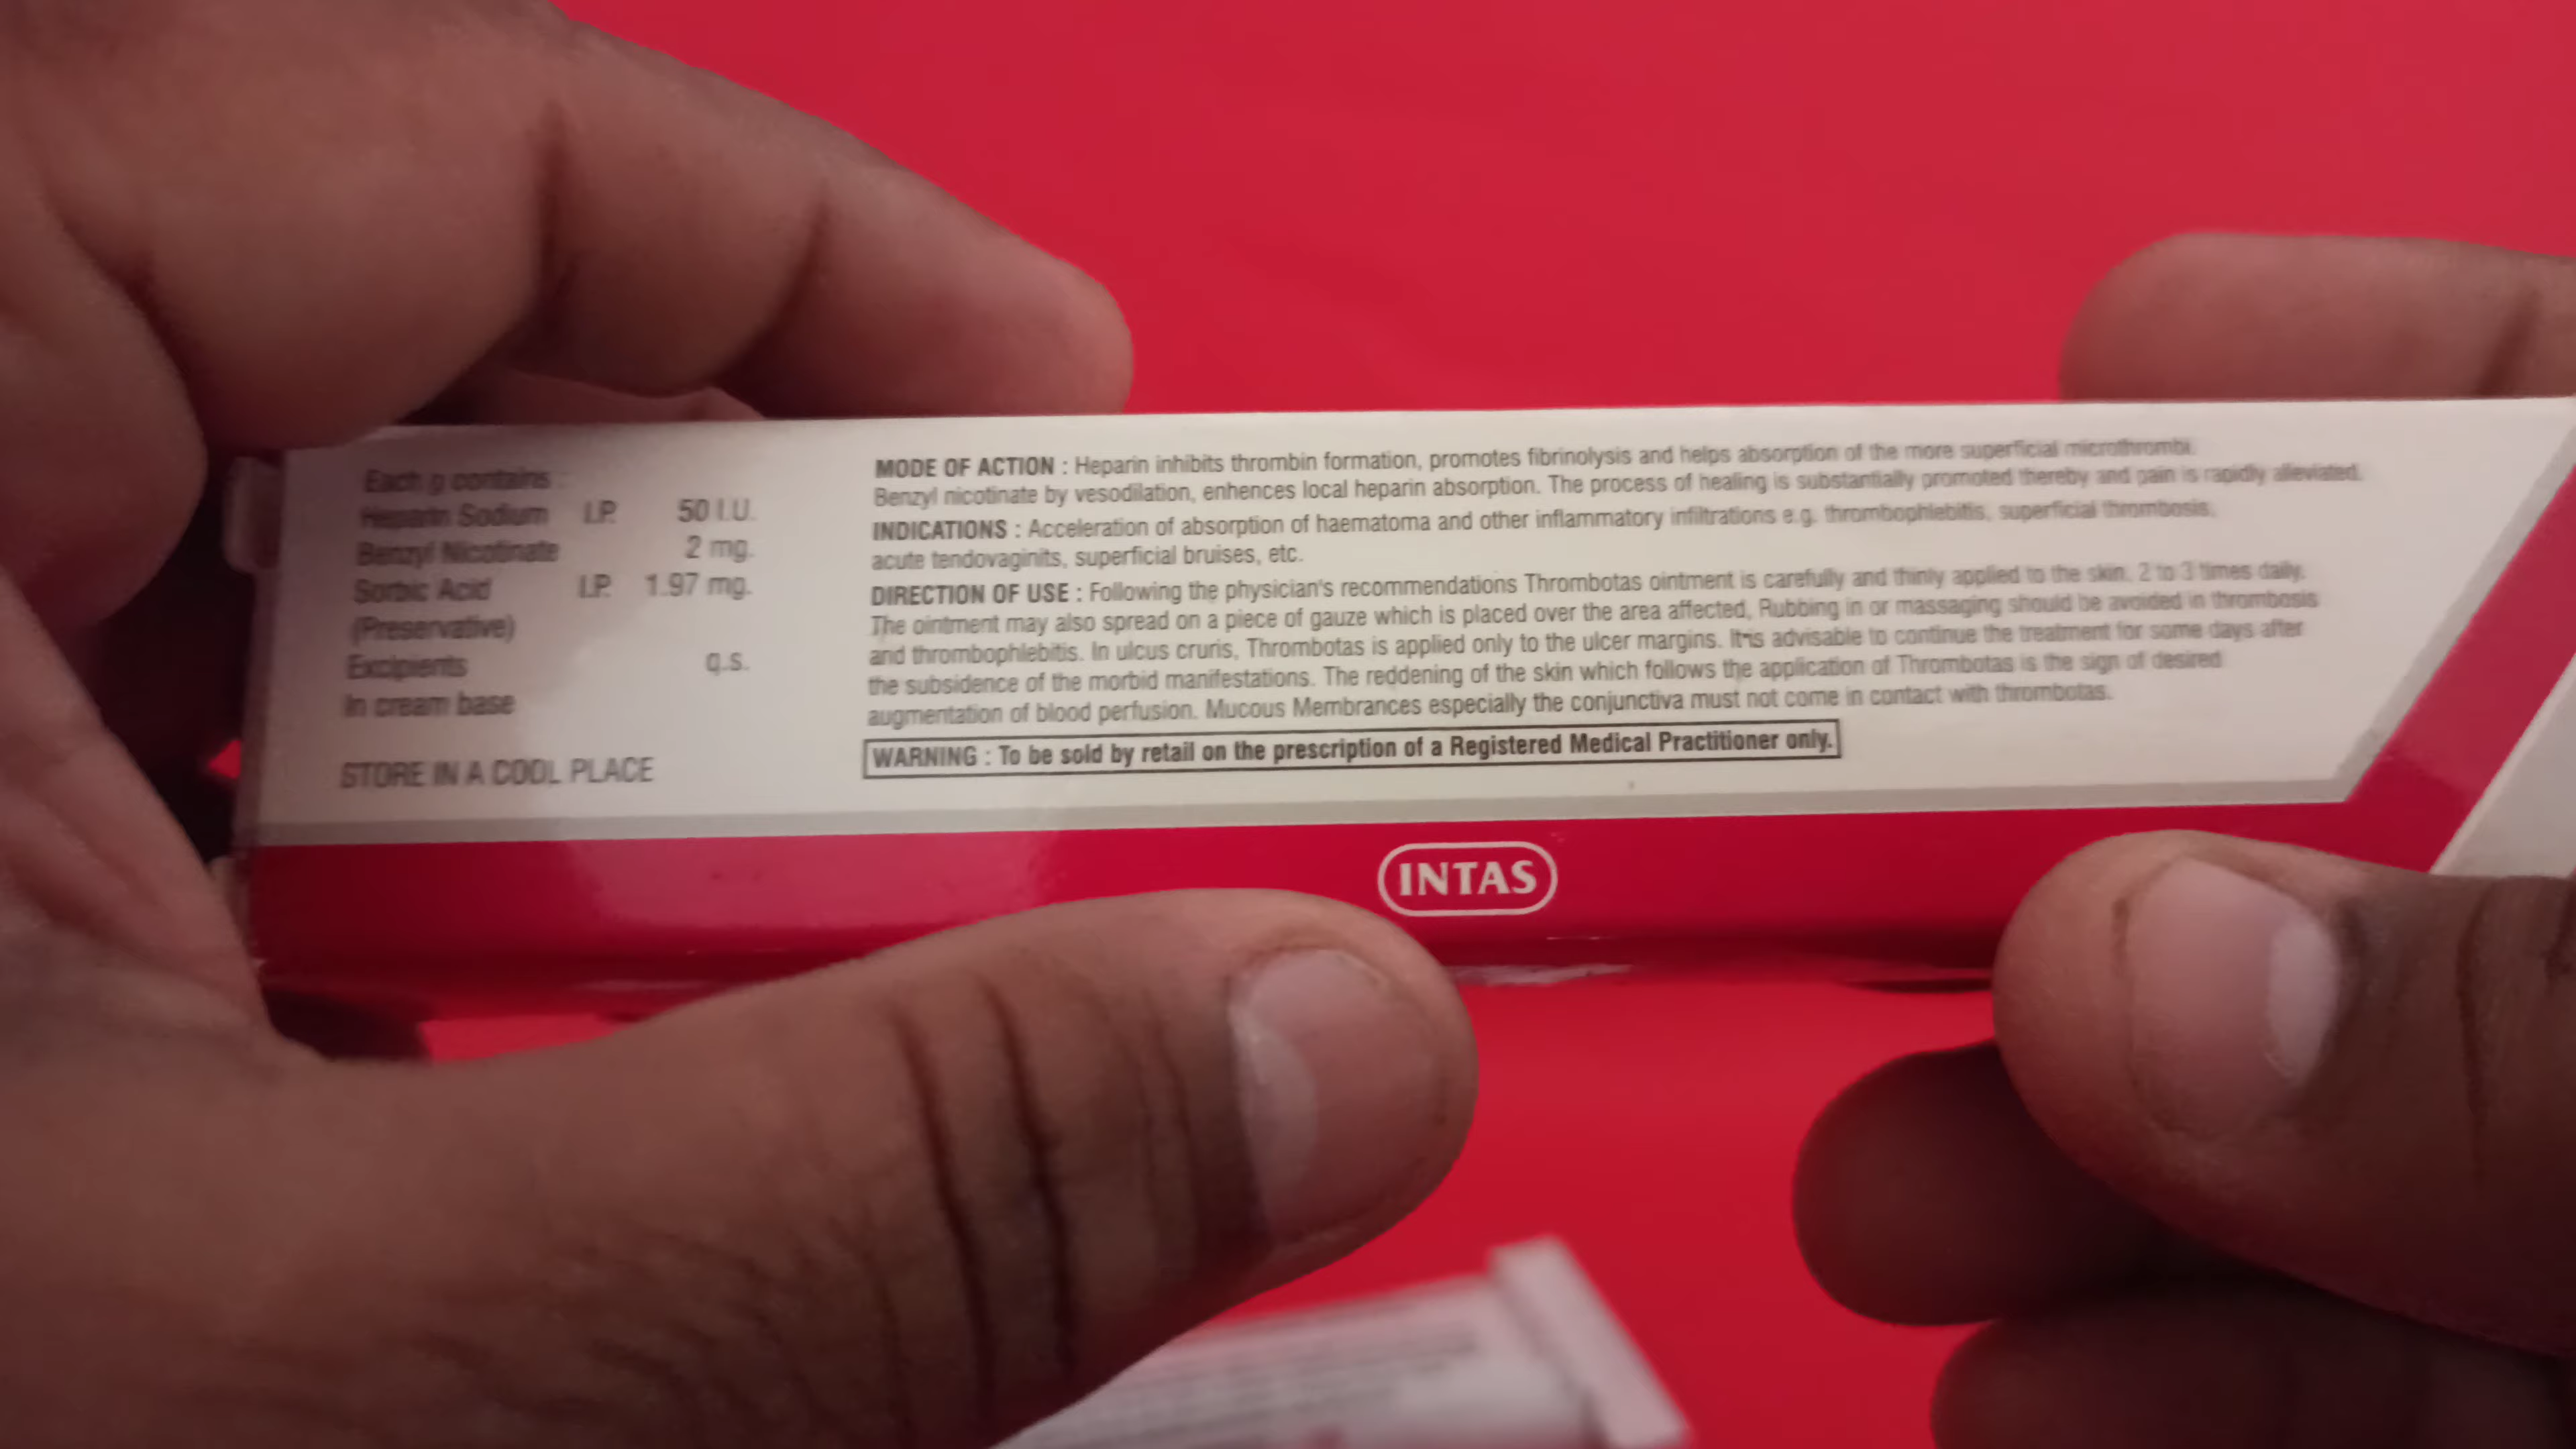 Each g contains :
Heparin Sodium I.P. 50 I.U.
Benzyl Nicotinate 2 mg.
Sorbic Acid I.P. 1.97 mg.
(Preservative)
Excipients q.s.
In cream base
STORE IN A COOL PLACE
MODE OF ACTION : Heparin inhibits thrombin formation, promotes fibrinolysis and helps absorption of the more superficial microthrombi.
Benzyl nicotinate by vesodilation, enhences local heparin absorption. The process of healing is substantially promoted thereby and pain is rapidly alleviated.
INDICATIONS : Acceleration of absorption of haematoma and other inflammatory infiltrations e.g. thrombophlebitis, superficial thrombosis,
acute tendovaginits, superficial bruises, etc.
DIRECTION OF USE : Following the physician's recommendations Thrombotas ointment is carefully and thinly applied to the skin, 2 to 3 times daily.
The ointment may also spread on a piece of gauze which is placed over the area affected, Rubbing in or massaging should be avoided in thrombosis
and thrombophlebitis. In ulcus cruris, Thrombotas is applied only to the ulcer margins. It is advisable to continue the treatment for some days after
the subsidence of the morbid manifestations. The reddening of the skin which follows the application of Thrombotas is the sign of desired
augmentation of blood perfusion. Mucous Membrances especially the conjunctiva must not come in contact with thrombotas.
WARNING : To be sold by retail on the prescription of a Registered Medical Practitioner only.
INTAS